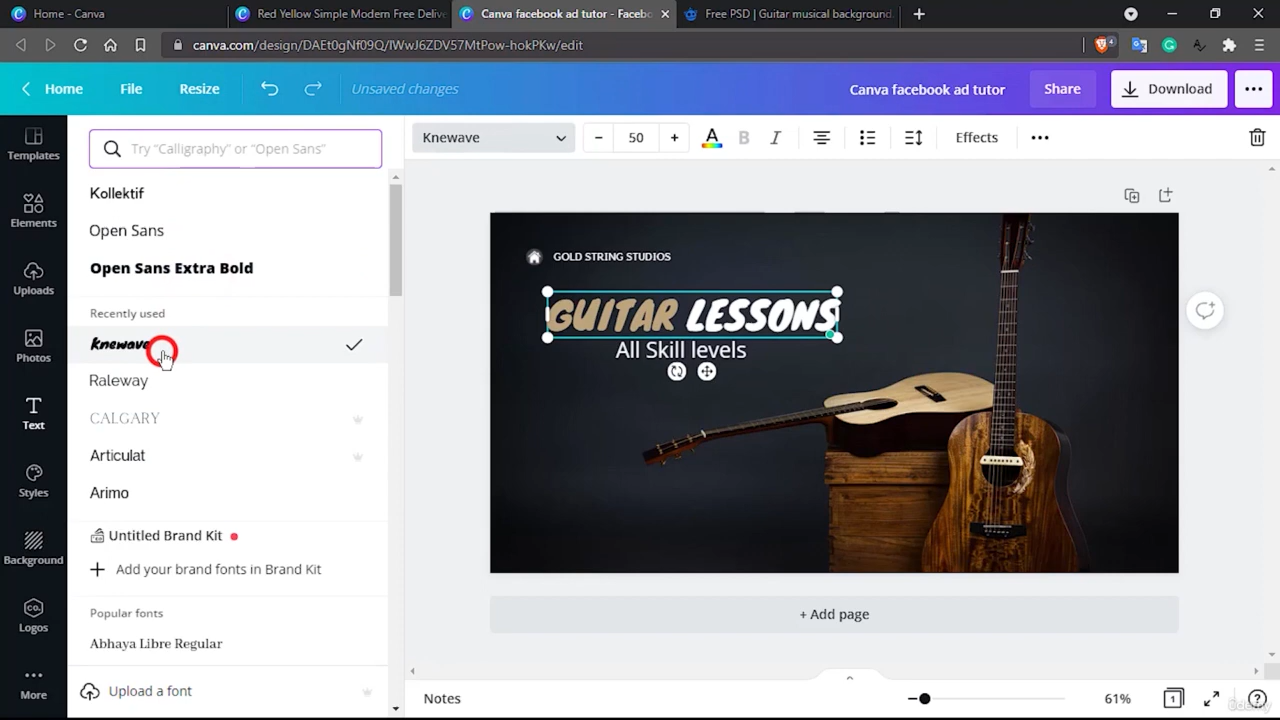 Home - Canva
Red Yellow Simple Modern Free Delive
Canva facebook ad tutor - Facebo
Free PSD | Guitar musical background
canva.com/design/DAEt0gNf09Q/IWwJ6ZDV57MtPow-hokPKw/edit
Home
File
Resize
Unsaved changes
Canva facebook ad tutor
Share
Download
Templates
Elements
Uploads
Photos
Text
Styles
Background
CO.
Logos
More
Try “Calligraphy” or “Open Sans”
Kollektif
Open Sans
Open Sans Extra Bold
Recently used
Knewave
Raleway
CALGARY
Articulat
Arimo
Untitled Brand Kit
Add your brand fonts in Brand Kit
Popular fonts
Abhaya Libre Regular
Upload a font
Knewave
50
A
B
I
Effects
GOLD STRING STUDIOS
GUITAR LESSONS
All Skill levels
+ Add page
Notes
61%
1
Udemy